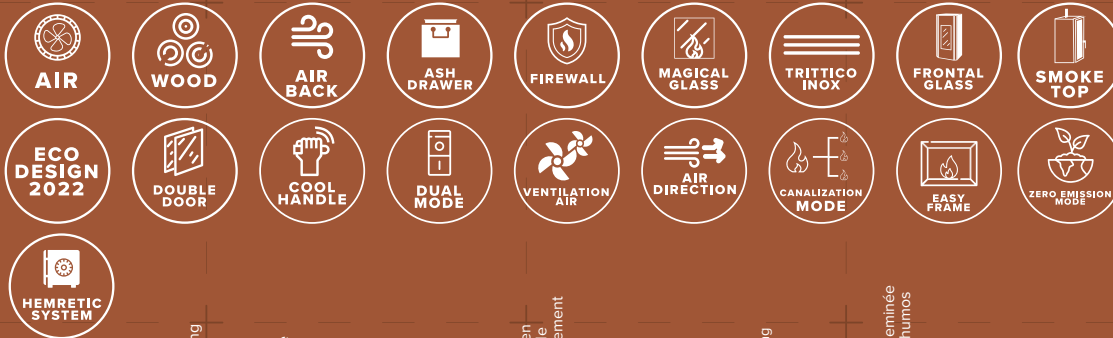 AIR
WOOD
AIR
BACK
ASH
DRAWER
FIREWALL
MAGICAL
GLASS
TRITTICO
INOX
FRONTAL
GLASS
SMOKE
TOP
ECO
DESIGN
2022
DOUBLE
DOOR
COOL
HANDLE
DUAL
MODE
VENTILATION
AIR
AIR
DIRECTION
CANALIZATION
MODE
EASY
FRAME
ZERO EMISSION
MODE
HEMRETIC
SYSTEM